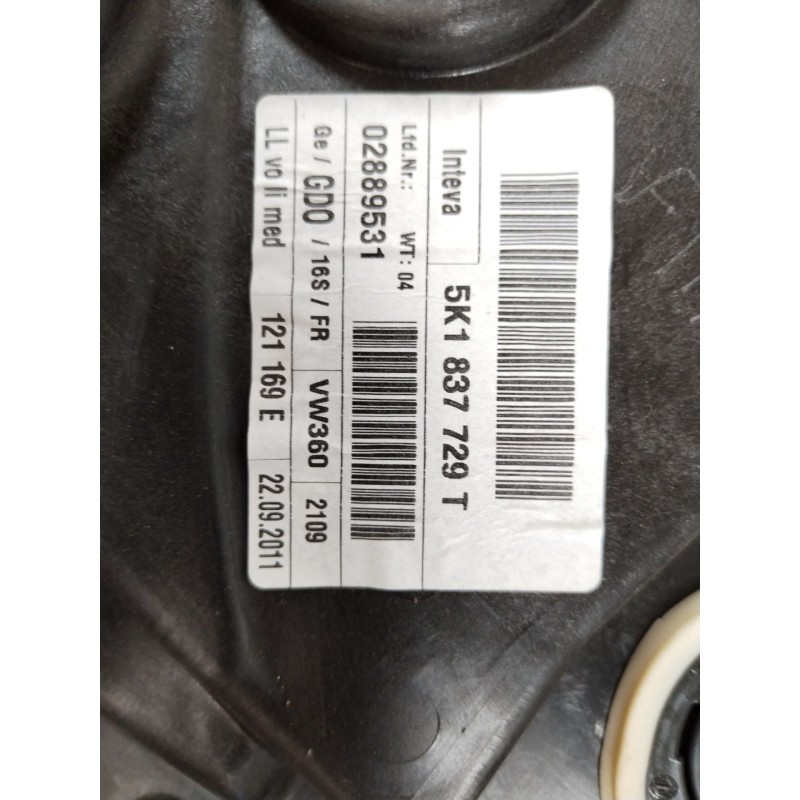 Inteva
5K1 837 729 T
Lfd.Nr.: WT: 04
02889531
Ge / GDO / 16S / FR VW360 2109
LL vo li med 121 169 E 22.09.2011